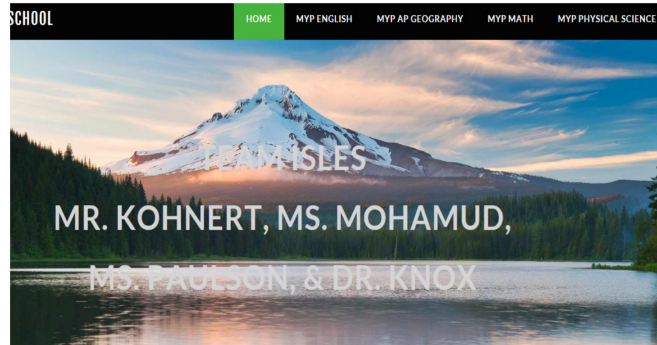 SCHOOL HOME MYP ENGLISH MYP AP GEOGRAPHY MYP MATH MYP PHYSICAL SCIENCE
TEAM ISLES
MR. KOHNERT, MS. MOHAMUD,
MS. PAULSON, & DR. KNOX